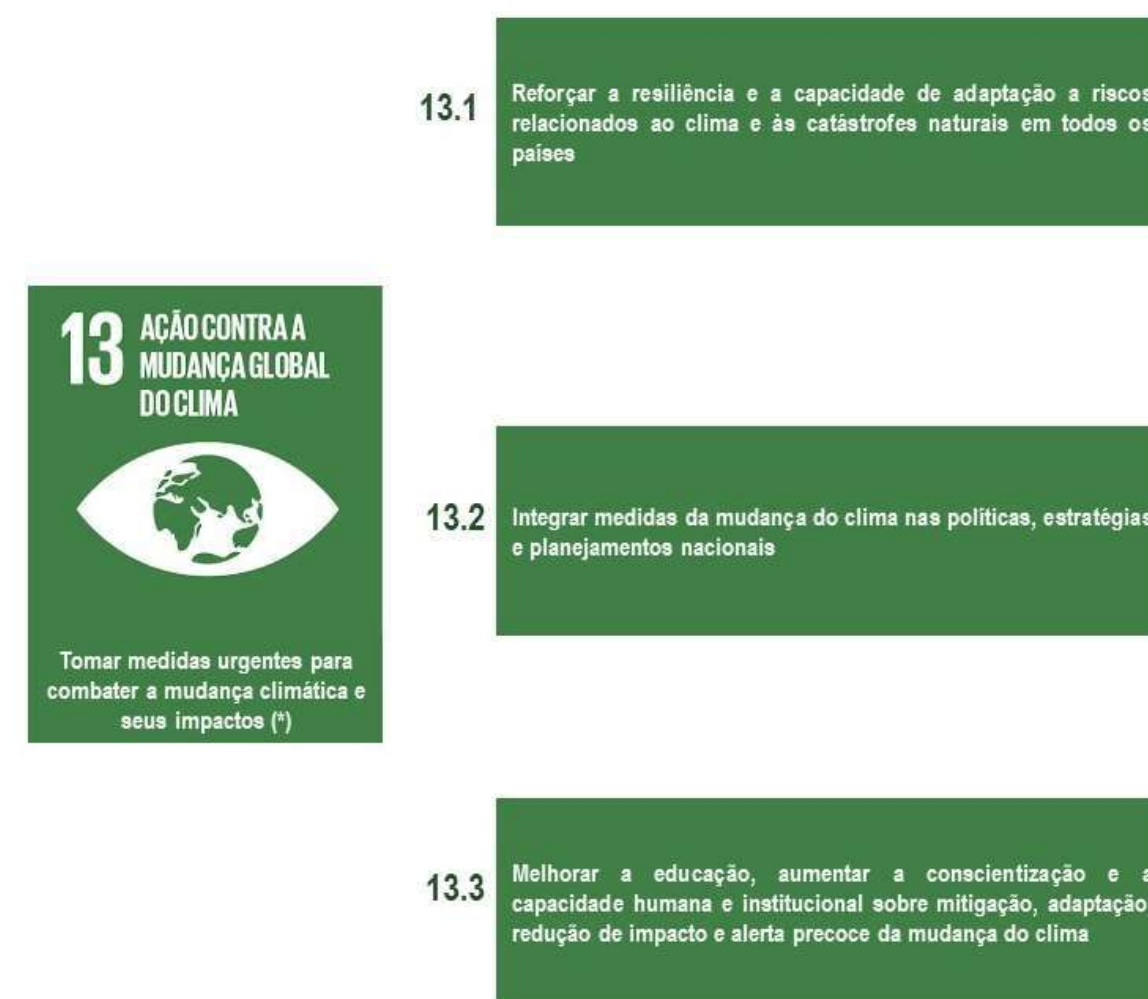 13.1
Reforçar a resiliência e a capacidade de adaptação a riscos
relacionados ao clima e às catástrofes naturais em todos os
países
13 AÇÃO CONTRA A
MUDANÇA GLOBAL
DO CLIMA
Tomar medidas urgentes para
combater a mudança climática e
seus impactos (*)
13.2
Integrar medidas da mudança do clima nas políticas, estratégias
e planejamentos nacionais
13.3
Melhorar a educação, aumentar a conscientização e a
capacidade humana e institucional sobre mitigação, adaptação
redução de impacto e alerta precoce da mudança do clima